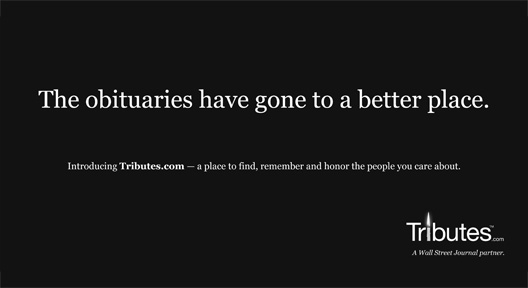 The obituaries have gone to a better place.
Introducing Tributes.com — a place to find, remember and honor the people you care about.
Tributes™.com
A Wall Street Journal partner.